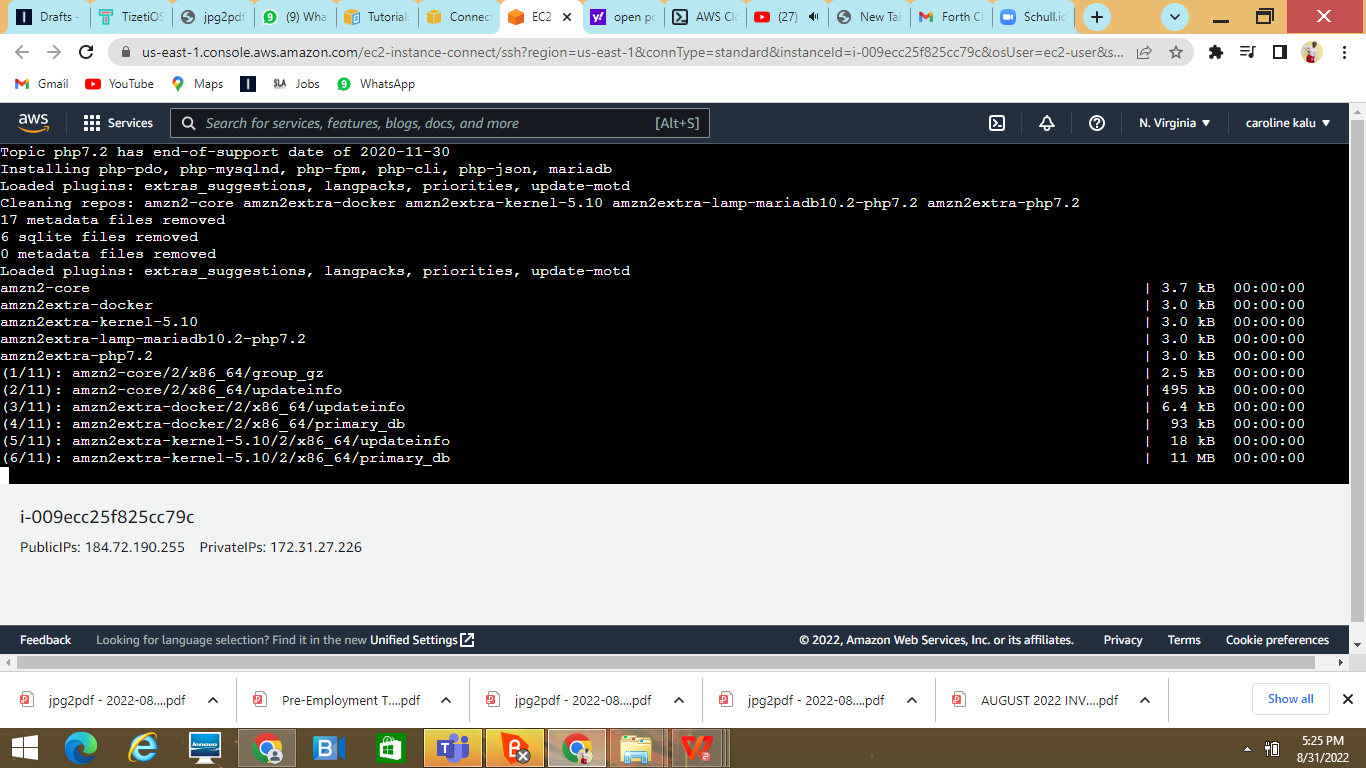 Drafts -
TizetiOS
jpg2pdf
(9) Wha
Tutorial:
Connect
EC2
open po
AWS Clo
(27)
New Tab
Forth Cl
Schull.io
us-east-1.console.aws.amazon.com/ec2-instance-connect/ssh?region=us-east-1&connType=standard&instanceId=i-009ecc25f825cc79c&osUser=ec2-user&s...
Gmail
YouTube
Maps
SLA Jobs
WhatsApp
aws
Services
Search for services, features, blogs, docs, and more
[Alt+S]
N. Virginia
caroline kalu
Topic php7.2 has end-of-support date of 2020-11-30
Installing php-pdo, php-mysqlnd, php-fpm, php-cli, php-json, mariadb
Loaded plugins: extras_suggestions, langpacks, priorities, update-motd
Cleaning repos: amzn2-core amzn2extra-docker amzn2extra-kernel-5.10 amzn2extra-lamp-mariadb10.2-php7.2 amzn2extra-php7.2
17 metadata files removed
6 sqlite files removed
0 metadata files removed
Loaded plugins: extras_suggestions, langpacks, priorities, update-motd
amzn2-core | 3.7 kB 00:00:00
amzn2extra-docker | 3.0 kB 00:00:00
amzn2extra-kernel-5.10 | 3.0 kB 00:00:00
amzn2extra-lamp-mariadb10.2-php7.2 | 3.0 kB 00:00:00
amzn2extra-php7.2 | 3.0 kB 00:00:00
(1/11): amzn2-core/2/x86_64/group_gz | 2.5 kB 00:00:00
(2/11): amzn2-core/2/x86_64/updateinfo | 495 kB 00:00:00
(3/11): amzn2extra-docker/2/x86_64/updateinfo | 6.4 kB 00:00:00
(4/11): amzn2extra-docker/2/x86_64/primary_db | 93 kB 00:00:00
(5/11): amzn2extra-kernel-5.10/2/x86_64/updateinfo | 18 kB 00:00:00
(6/11): amzn2extra-kernel-5.10/2/x86_64/primary_db | 11 MB 00:00:00
i-009ecc25f825cc79c
PublicIPs: 184.72.190.255 PrivateIPs: 172.31.27.226
Feedback
Looking for language selection? Find it in the new Unified Settings
© 2022, Amazon Web Services, Inc. or its affiliates.
Privacy
Terms
Cookie preferences
jpg2pdf - 2022-08....pdf
Pre-Employment T....pdf
jpg2pdf - 2022-08....pdf
jpg2pdf - 2022-08....pdf
AUGUST 2022 INV....pdf
Show all
lenovo
5:25 PM
8/31/2022